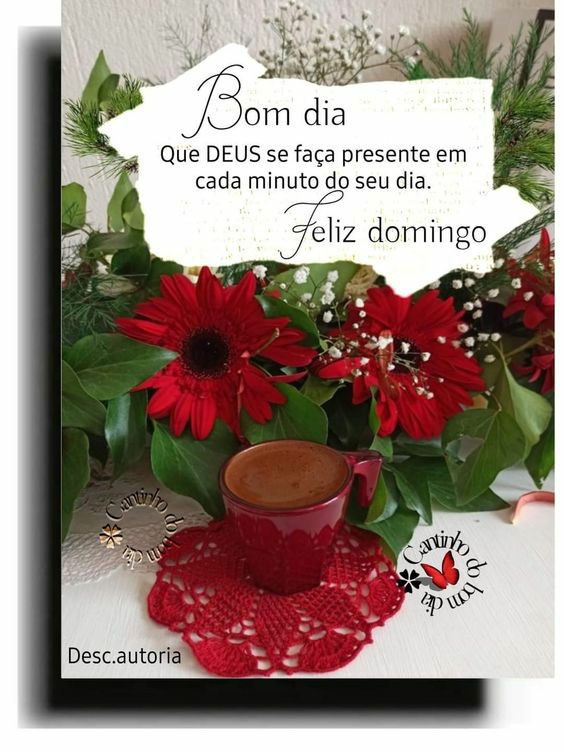 Bom dia
Que DEUS se faça presente em
cada minuto do seu dia.
Feliz domingo
Cantinho do bom dia
Cantinho do bom dia
Desc.autoria